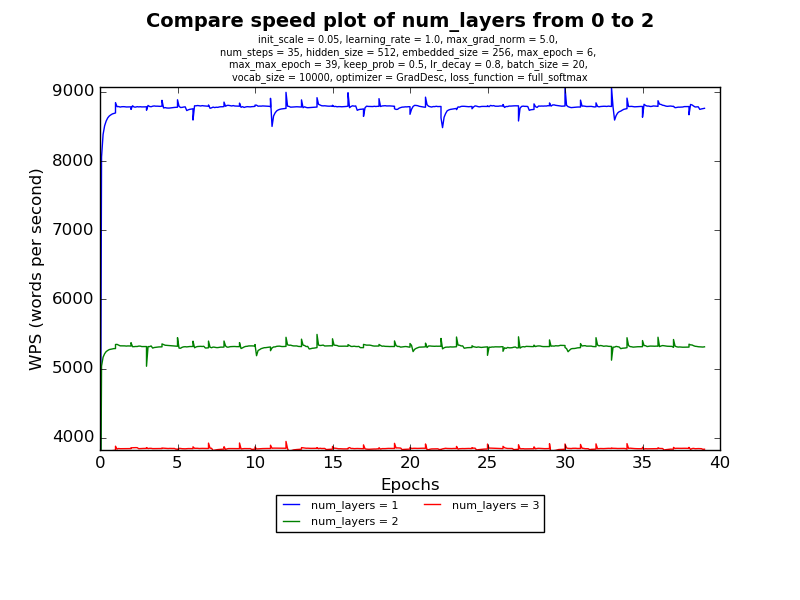 Compare speed plot of num_layers from 0 to 2
init_scale = 0.05, learning_rate = 1.0, max_grad_norm = 5.0,
num_steps = 35, hidden_size = 512, embedded_size = 256, max_epoch = 6,
max_max_epoch = 39, keep_prob = 0.5, lr_decay = 0.8, batch_size = 20,
vocab_size = 10000, optimizer = GradDesc, loss_function = full_softmax
9000
8000
7000
6000
5000
4000
WPS (words per second)
0 5 10 15 20 25 30 35 40
Epochs
num_layers = 1 num_layers = 3
num_layers = 2